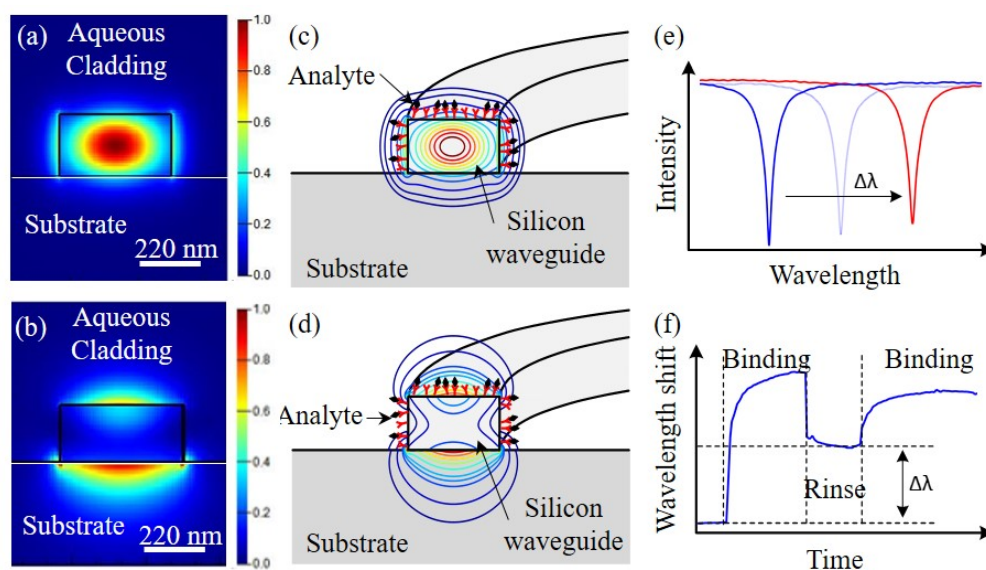 (a)
Aqueous
Cladding
Substrate
220 nm
1.0
0.8
0.6
0.4
0.2
0.0
(c)
Analyte
Silicon
waveguide
Substrate
(e)
Intensity
Δλ
Wavelength
(b)
Aqueous
Cladding
Substrate
220 nm
1.0
0.8
0.6
0.4
0.2
0.0
(d)
Analyte
Silicon
waveguide
Substrate
(f)
Wavelength shift
Binding
Binding
Rinse
Δλ
Time